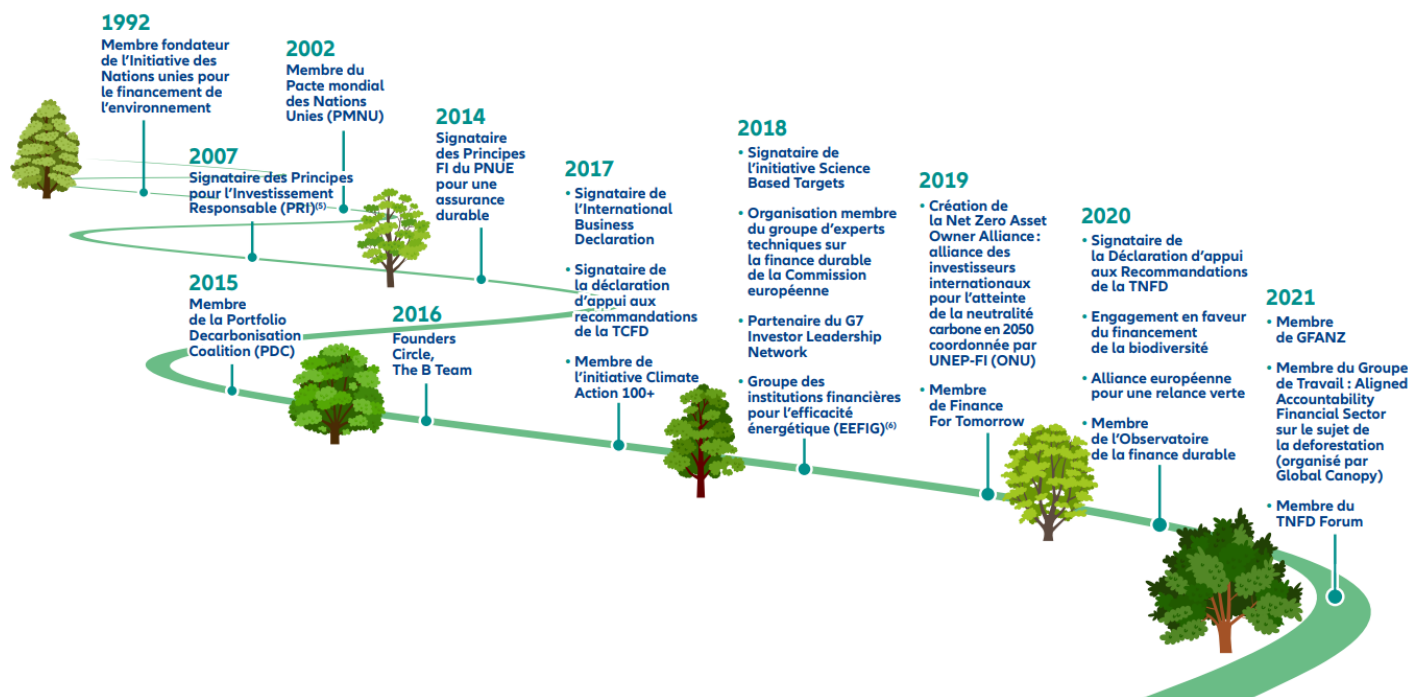 1992
Membre fondateur
de l'Initiative des
Nations unies pour
le financement de
l'environnement
2002
Membre du
Pacte mondial
des Nations
Unies (PMNU)
2007
Signataire des Principes
pour l'Investissement
Responsable (PRI)(5)
2014
Signataire
des Principes
FI du PNUE
pour une
assurance
durable
2015
Membre
de la Portfolio
Decarbonisation
Coalition (PDC)
2016
Founders
Circle,
The B Team
2017
• Signataire de
l'International
Business
Declaration
• Signataire de
la déclaration
d'appui aux
recommandations
de la TCFD
• Membre de
l'initiative Climate
Action 100+
2018
• Signataire de
l'initiative Science
Based Targets
• Organisation membre
du groupe d'experts
techniques sur
la finance durable
de la Commission
européenne
• Partenaire du G7
Investor Leadership
Network
• Groupe des
institutions financières
pour l'efficacité
énergétique (EEFIG)(6)
2019
• Création de
la Net Zero Asset
Owner Alliance :
alliance des
investisseurs
internationaux
pour l'atteinte
de la neutralité
carbone en 2050
coordonnée par
UNEP-FI (ONU)
• Membre
de Finance
For Tomorrow
2020
• Signataire de
la Déclaration d'appui
aux Recommandations
de la TNFD
• Engagement en faveur
du financement
de la biodiversité
• Alliance européenne
pour une relance verte
• Membre
de l'Observatoire
de la finance durable
2021
• Membre
de GFANZ
• Membre du Groupe
de Travail : Aligned
Accountability
Financial Sector
sur le sujet de
la deforestation
(organisé par
Global Canopy)
• Membre du
TNFD Forum